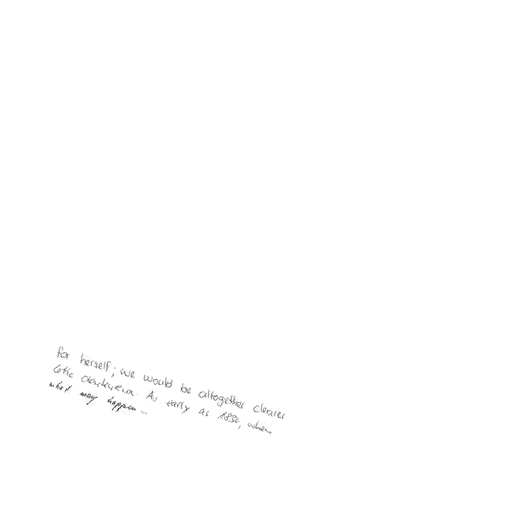 for herself; we would be altogether clearer
As early as 1850, when
what may happen...